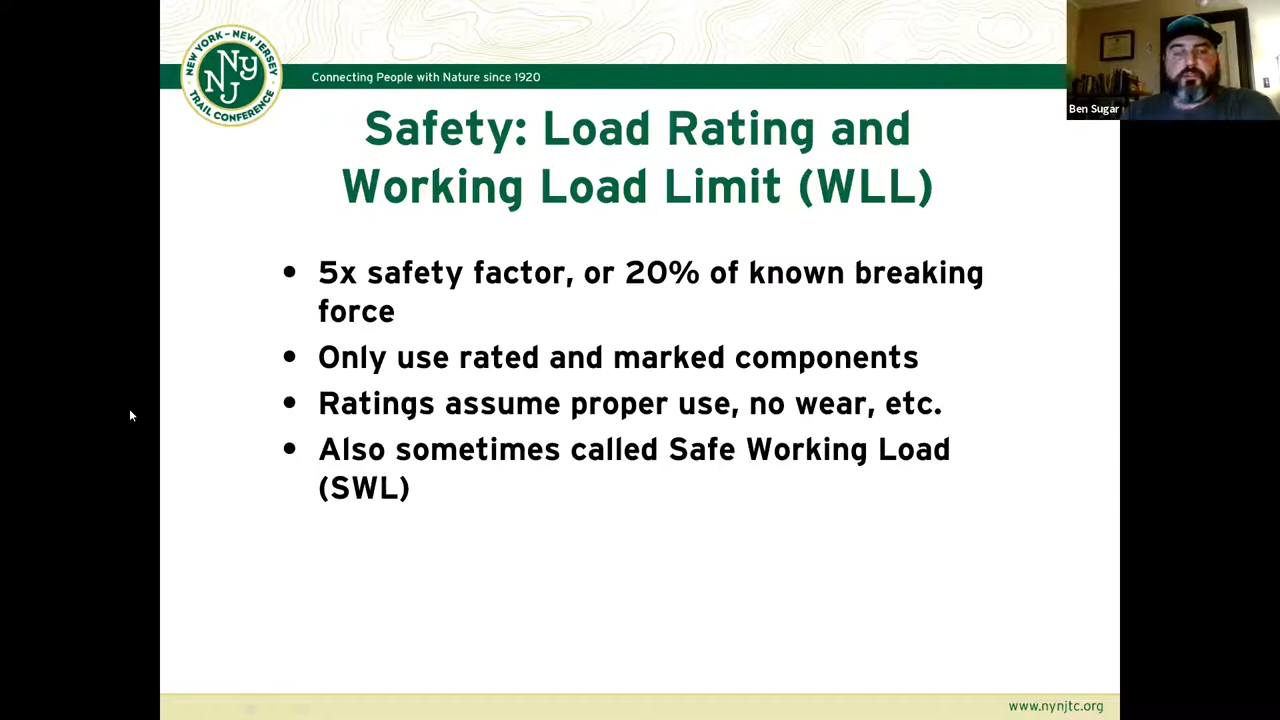 NEW YORK – NEW JERSEY
NY
NJ
TRAIL CONFERENCE
Connecting People with Nature since 1920
Ben Sugar
Safety: Load Rating and
Working Load Limit (WLL)
• 5x safety factor, or 20% of known breaking
force
• Only use rated and marked components
• Ratings assume proper use, no wear, etc.
• Also sometimes called Safe Working Load
(SWL)
www.nynjtc.org